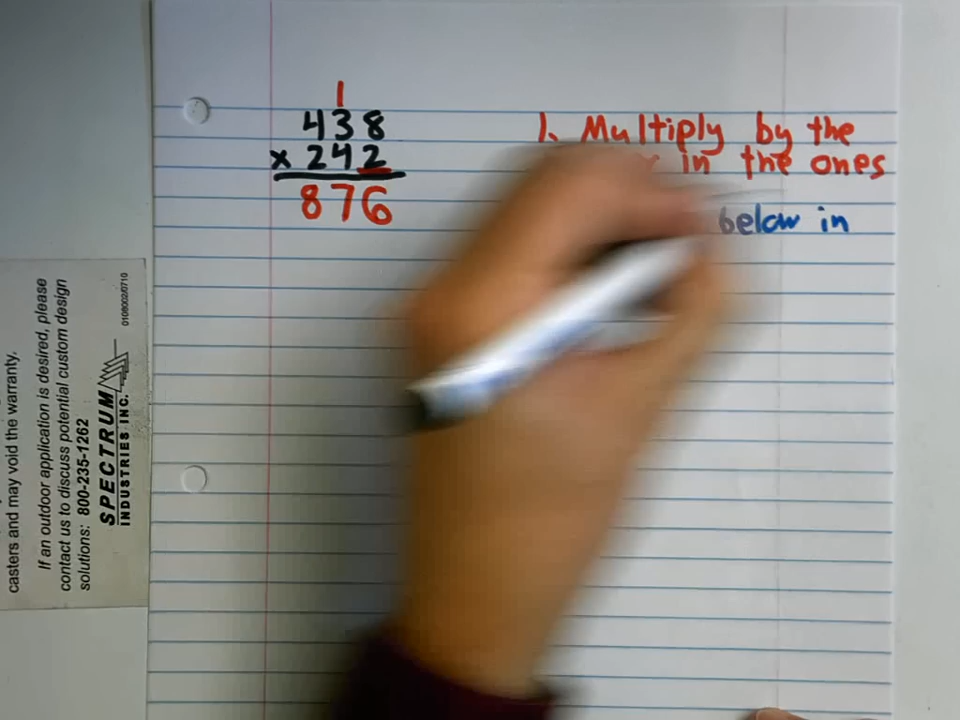 1
438
x 242
876
1. Multiply by the
in the ones
below in
casters and may void the warranty.
If an outdoor application is desired, please
contact us to discuss potential custom design
solutions: 800-235-1262
SPECTRUM
INDUSTRIES INC.